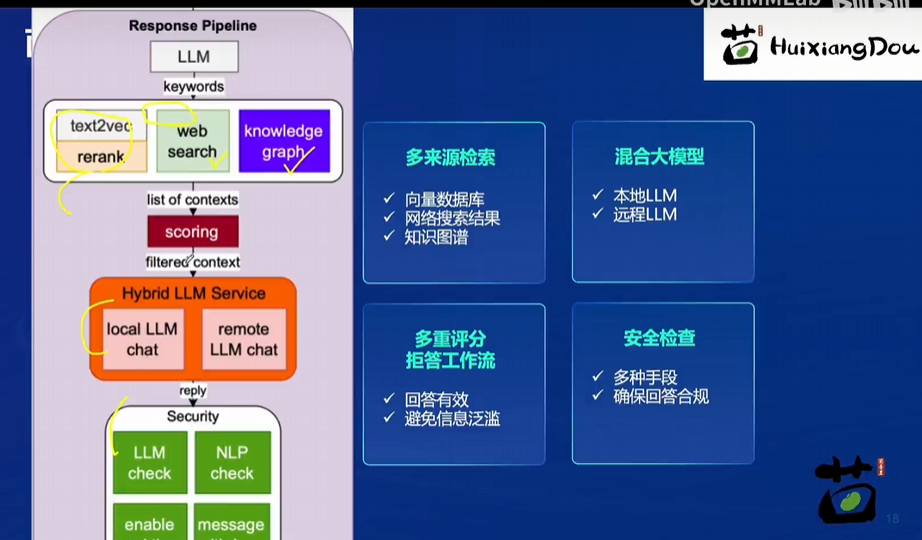 OpenMMLab
Response Pipeline
HuixiangDou
LLM
keywords
text2vec
rerank
web
search
knowledge
graph
list of contexts
scoring
filtered context
Hybrid LLM Service
local LLM
chat
remote
LLM chat
reply
Security
LLM
check
NLP
check
enable
message
多来源检索
✓ 向量数据库
✓ 网络搜索结果
✓ 知识图谱
混合大模型
✓ 本地LLM
✓ 远程LLM
多重评分
拒答工作流
✓ 回答有效
✓ 避免信息泛滥
安全检查
✓ 多种手段
✓ 确保回答合规
茴
18